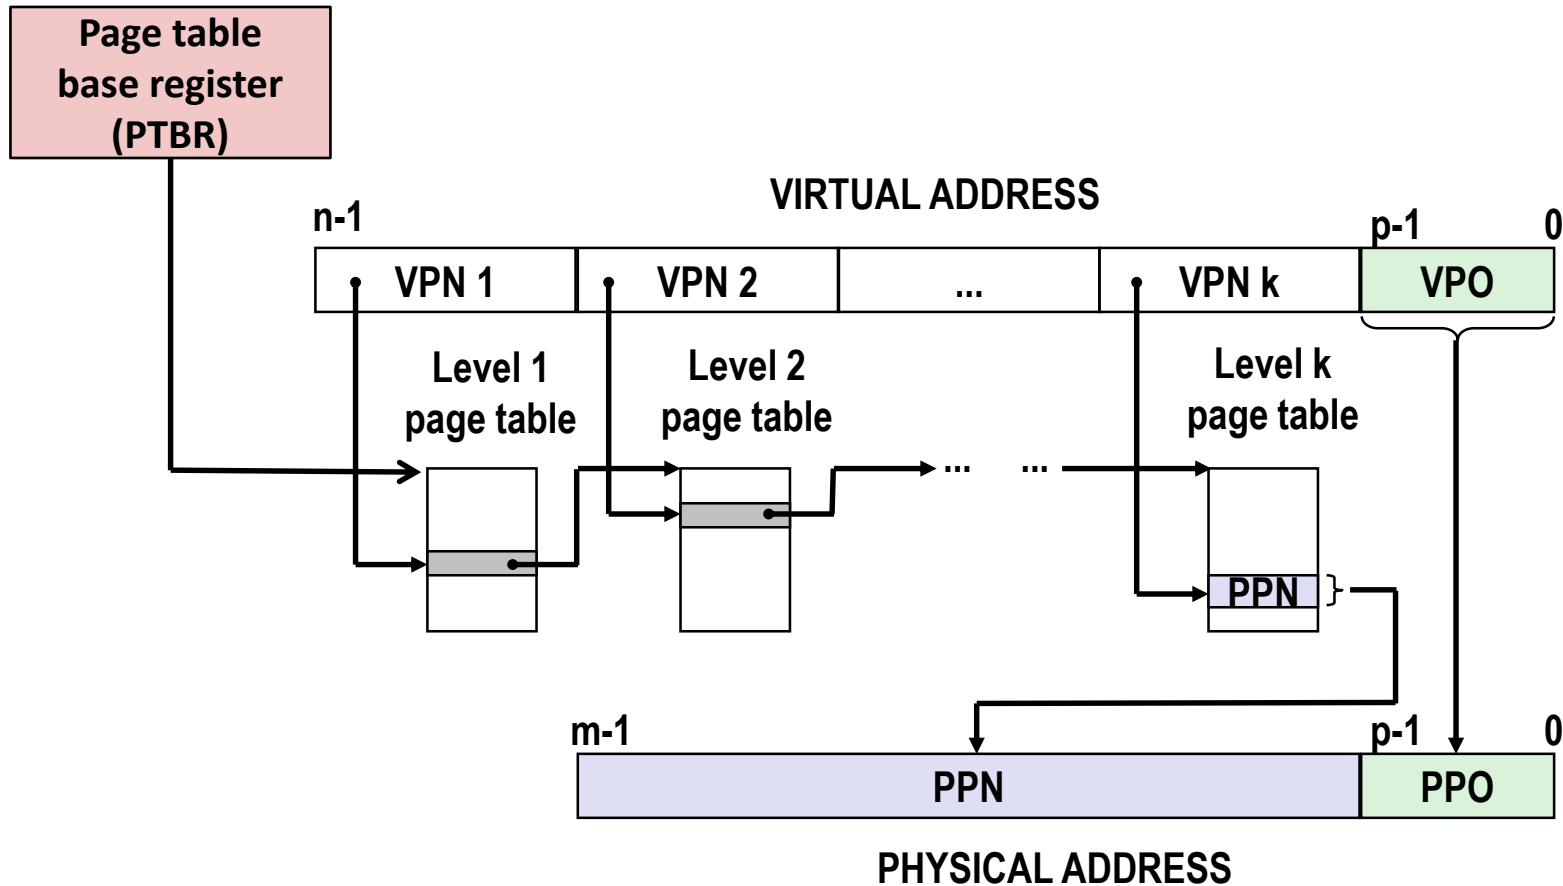 Page table
base register
(PTBR)
VIRTUAL ADDRESS
n-1
p-1
0
VPN 1
VPN 2
...
VPN k
VPO
Level 1
page table
Level 2
page table
Level k
page table
...
...
PPN
m-1
p-1
0
PPN
PPO
PHYSICAL ADDRESS